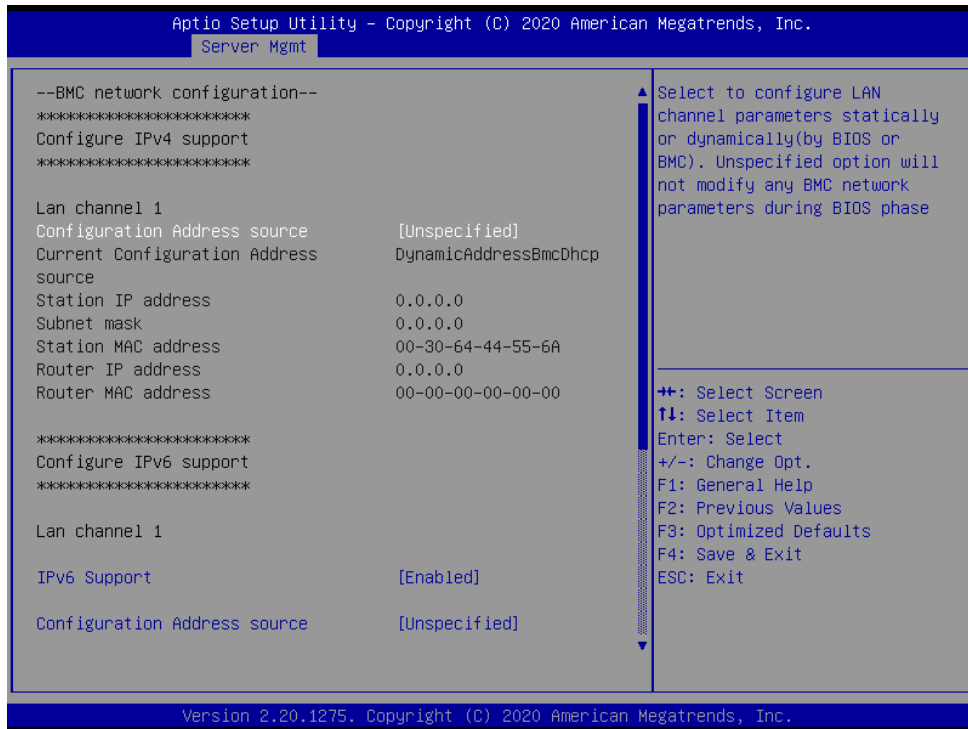 Aptio Setup Utility – Copyright (C) 2020 American Megatrends, Inc.
Server Mgmt
--BMC network configuration--
***********************
Configure IPv4 support
***********************
Lan channel 1
Configuration Address source [Unspecified]
Current Configuration Address DynamicAddressBmcDhcp
source
Station IP address 0.0.0.0
Subnet mask 0.0.0.0
Station MAC address 00-30-64-44-55-6A
Router IP address 0.0.0.0
Router MAC address 00-00-00-00-00-00
***********************
Configure IPv6 support
***********************
Lan channel 1
IPv6 Support [Enabled]
Configuration Address source [Unspecified]
Select to configure LAN
channel parameters statically
or dynamically(by BIOS or
BMC). Unspecified option will
not modify any BMC network
parameters during BIOS phase
→←: Select Screen
↑↓: Select Item
Enter: Select
+/-: Change Opt.
F1: General Help
F2: Previous Values
F3: Optimized Defaults
F4: Save & Exit
ESC: Exit
Version 2.20.1275. Copyright (C) 2020 American Megatrends, Inc.